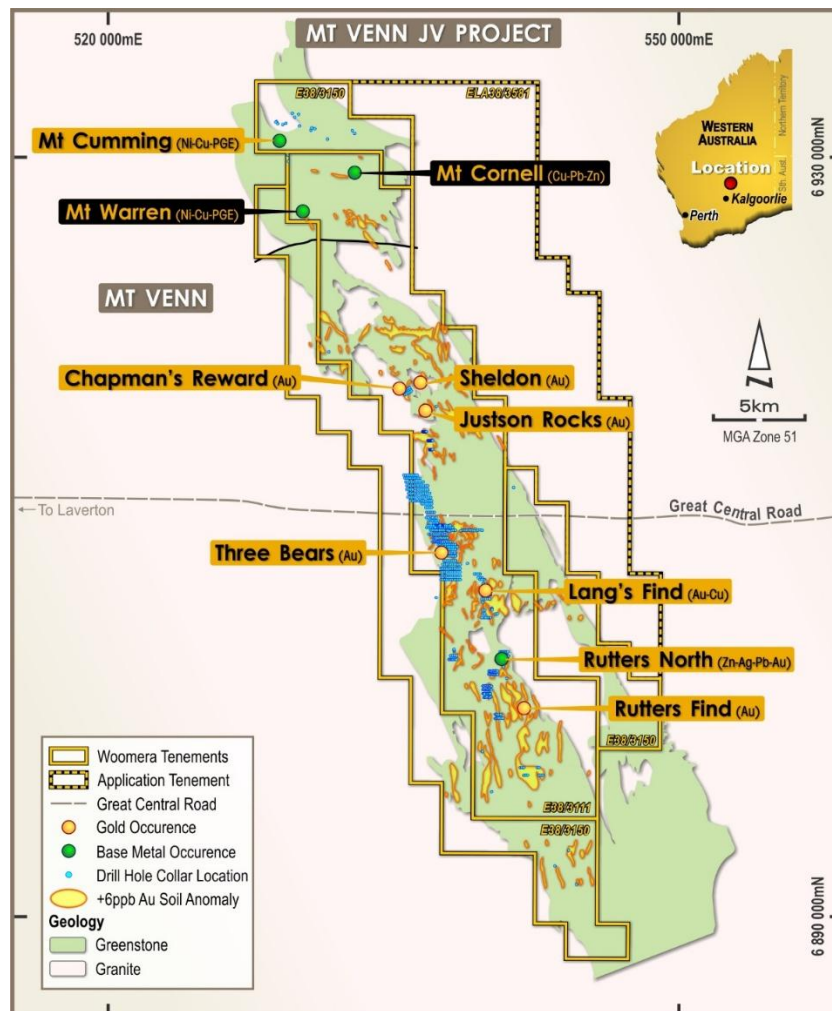 520 000mE
MT VENN JV PROJECT
550 000mE
E38/3150
ELA38/3581
WESTERN
AUSTRALIA
Northern Territory
Sth Aust.
Location
Kalgoorlie
Perth
6 930 000mN
Mt Cumming (Ni-Cu-PGE)
Mt Cornell (Cu-Pb-Zn)
Mt Warren (Ni-Cu-PGE)
MT VENN
Chapman's Reward (Au)
Sheldon (Au)
Justson Rocks (Au)
N
5km
MGA Zone 51
To Laverton
Great Central Road
Three Bears (Au)
Lang's Find (Au-Cu)
Rutters North (Zn-Ag-Pb-Au)
Rutters Find (Au)
E38/3150
E38/3111
E38/3150
Woomera Tenements
Application Tenement
Great Central Road
Gold Occurence
Base Metal Occurence
Drill Hole Collar Location
+6ppb Au Soil Anomaly
Geology
Greenstone
Granite
6 890 000mN